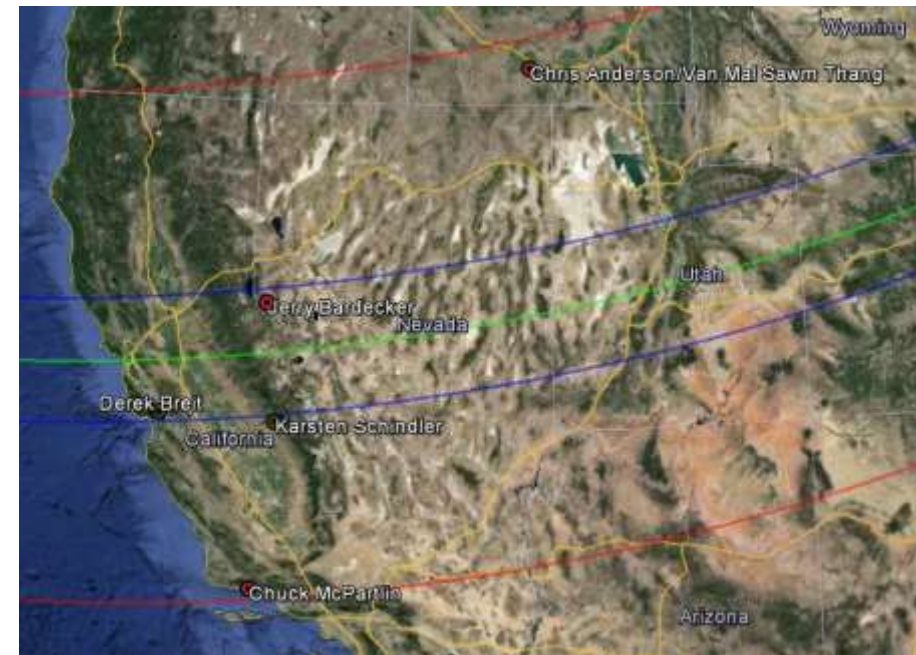 Wyoming
Chris Anderson/Van Mal Sawm Thang
Utah
Jerry Bardecker
Nevada
Derek Breit
Karsten Schindler
California
Chuck McPartlin
Arizona